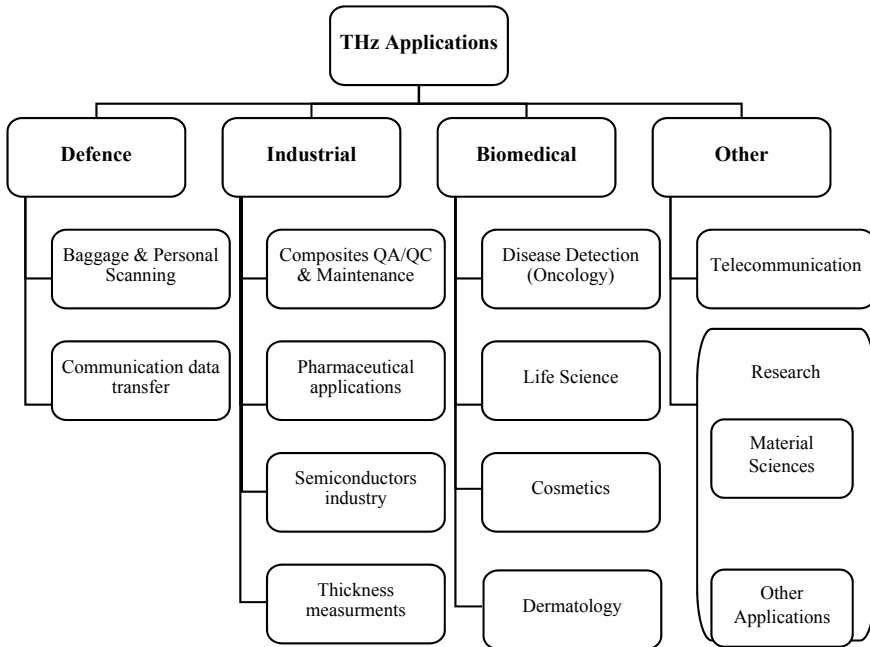 THz Applications
Defence
Industrial
Biomedical
Other
Baggage & Personal
Scanning
Composites QA/QC
& Maintenance
Disease Detection
(Oncology)
Telecommunication
Communication data
transfer
Pharmaceutical
applications
Life Science
Research
Material
Sciences
Semiconductors
industry
Cosmetics
Thickness
measurments
Dermatology
Other
Applications